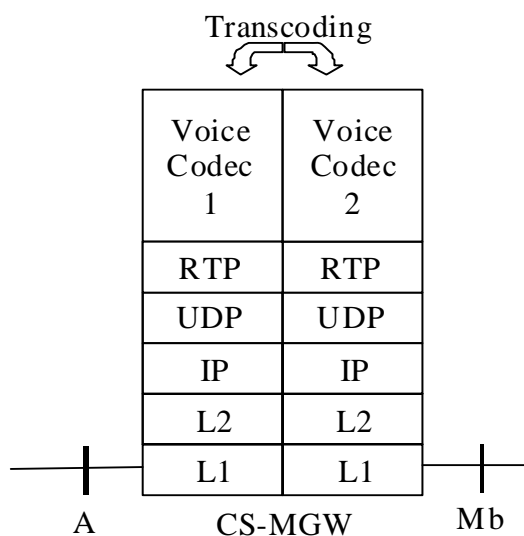 Transcoding
Voice Codec 1
Voice Codec 2
RTP RTP
UDP UDP
IP IP
L2 L2
L1 L1
A CS-MGW Mb